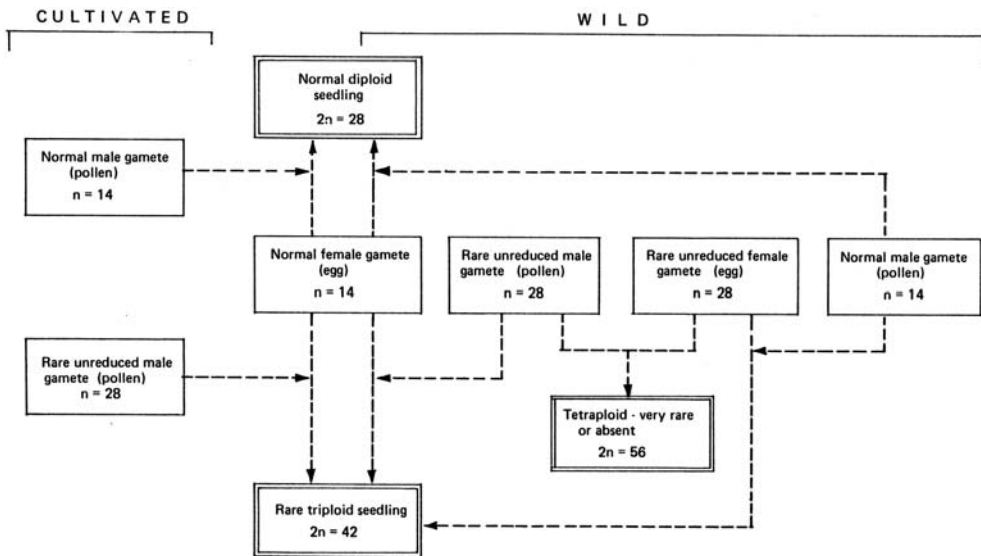 CULTIVATED
WILD
Normal diploid
seedling
2n = 28
Normal male gamete
(pollen)
n = 14
Normal female gamete
(egg)
n = 14
Rare unreduced male
gamete (pollen)
n = 28
Rare unreduced female
gamete (egg)
n = 28
Normal male gamete
(pollen)
n = 14
Rare unreduced male
gamete (pollen)
n = 28
Tetraploid - very rare
or absent
2n = 56
Rare triploid seedling
2n = 42